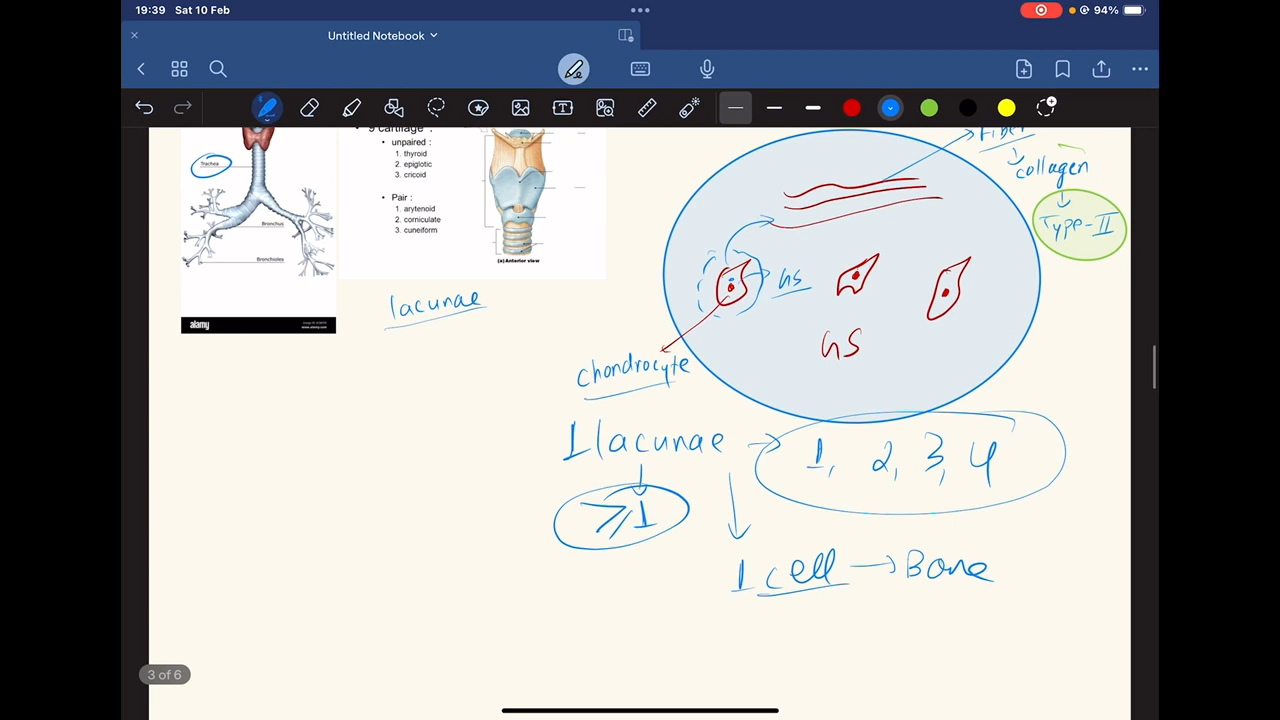 19:39 Sat 10 Feb
94%
Untitled Notebook
Trachea
Bronchus
Bronchioles
alamy
9 cartilage :
• unpaired :
1. thyroid
2. epiglotic
3. cricoid
• Pair :
1. arytenoid
2. corniculate
3. cuneiform
(a) Anterior view
lacunae
Fiber
collagen
Type-II
GS
GS
chondrocyte
1 lacunae → 1, 2, 3, 4
⩾1
1 cell → Bone
3 of 6